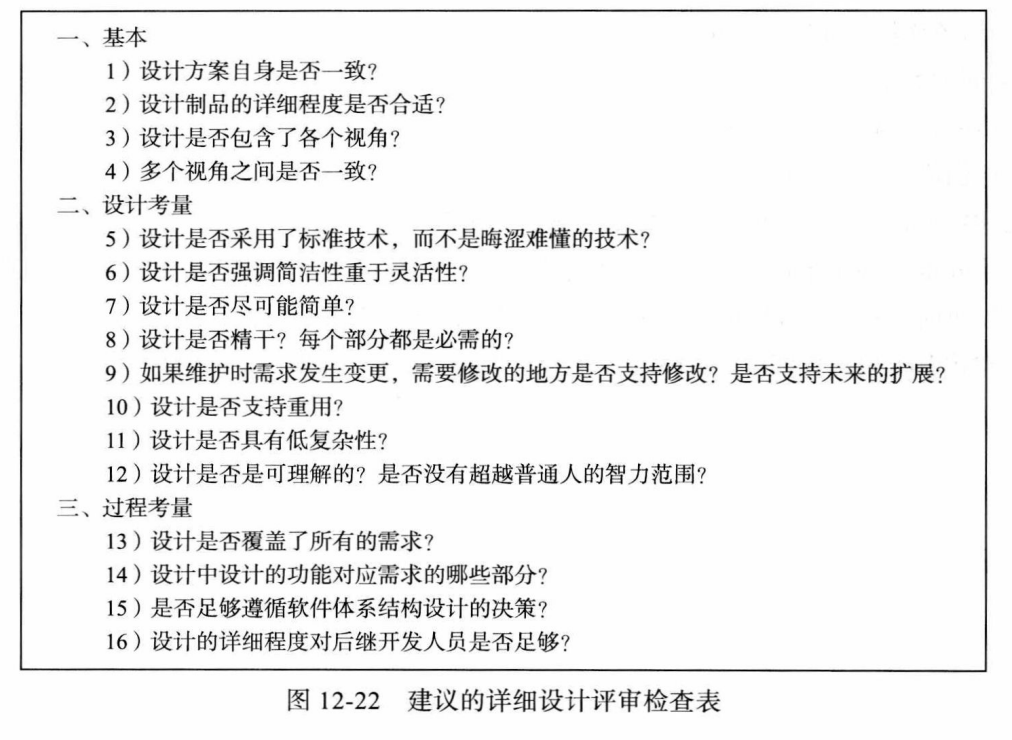 一、基本
1）设计方案自身是否一致？
2）设计制品的详细程度是否合适？
3）设计是否包含了各个视角？
4）多个视角之间是否一致？
二、设计考量
5）设计是否采用了标准技术，而不是晦涩难懂的技术？
6）设计是否强调简洁性重于灵活性？
7）设计是否尽可能简单？
8）设计是否精干？每个部分都是必需的？
9）如果维护时需求发生变更，需要修改的地方是否支持修改？是否支持未来的扩展？
10）设计是否支持重用？
11）设计是否具有低复杂性？
12）设计是否是可理解的？是否没有超越普通人的智力范围？
三、过程考量
13）设计是否覆盖了所有的需求？
14）设计中设计的功能对应需求的哪些部分？
15）是否足够遵循软件体系结构设计的决策？
16）设计的详细程度对后继开发人员是否足够？
图 12-22 建议的详细设计评审检查表